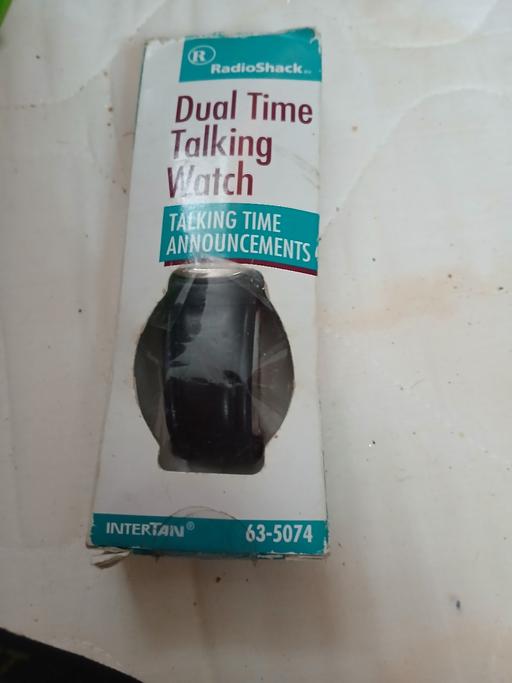 R
RadioShack
Dual Time
Talking
Watch
TALKING TIME
ANNOUNCEMENTS
INTERTAN®
63-5074